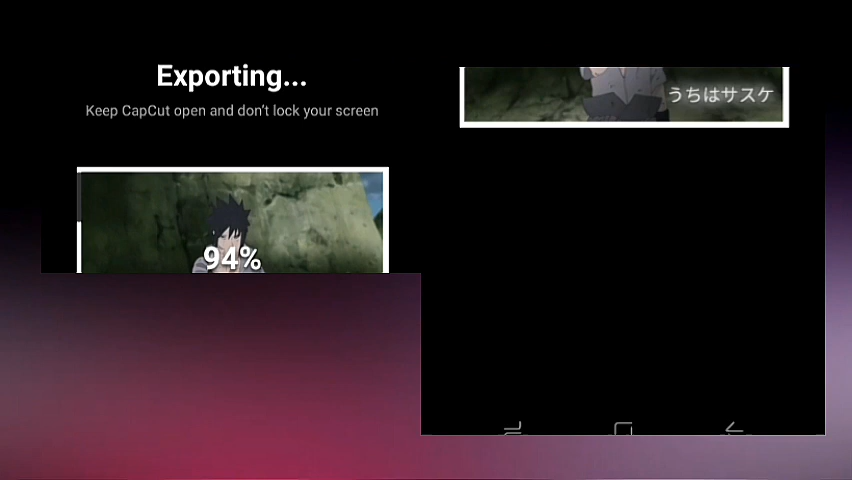 Exporting...
Keep CapCut open and don't lock your screen
94%
うちはサスケ